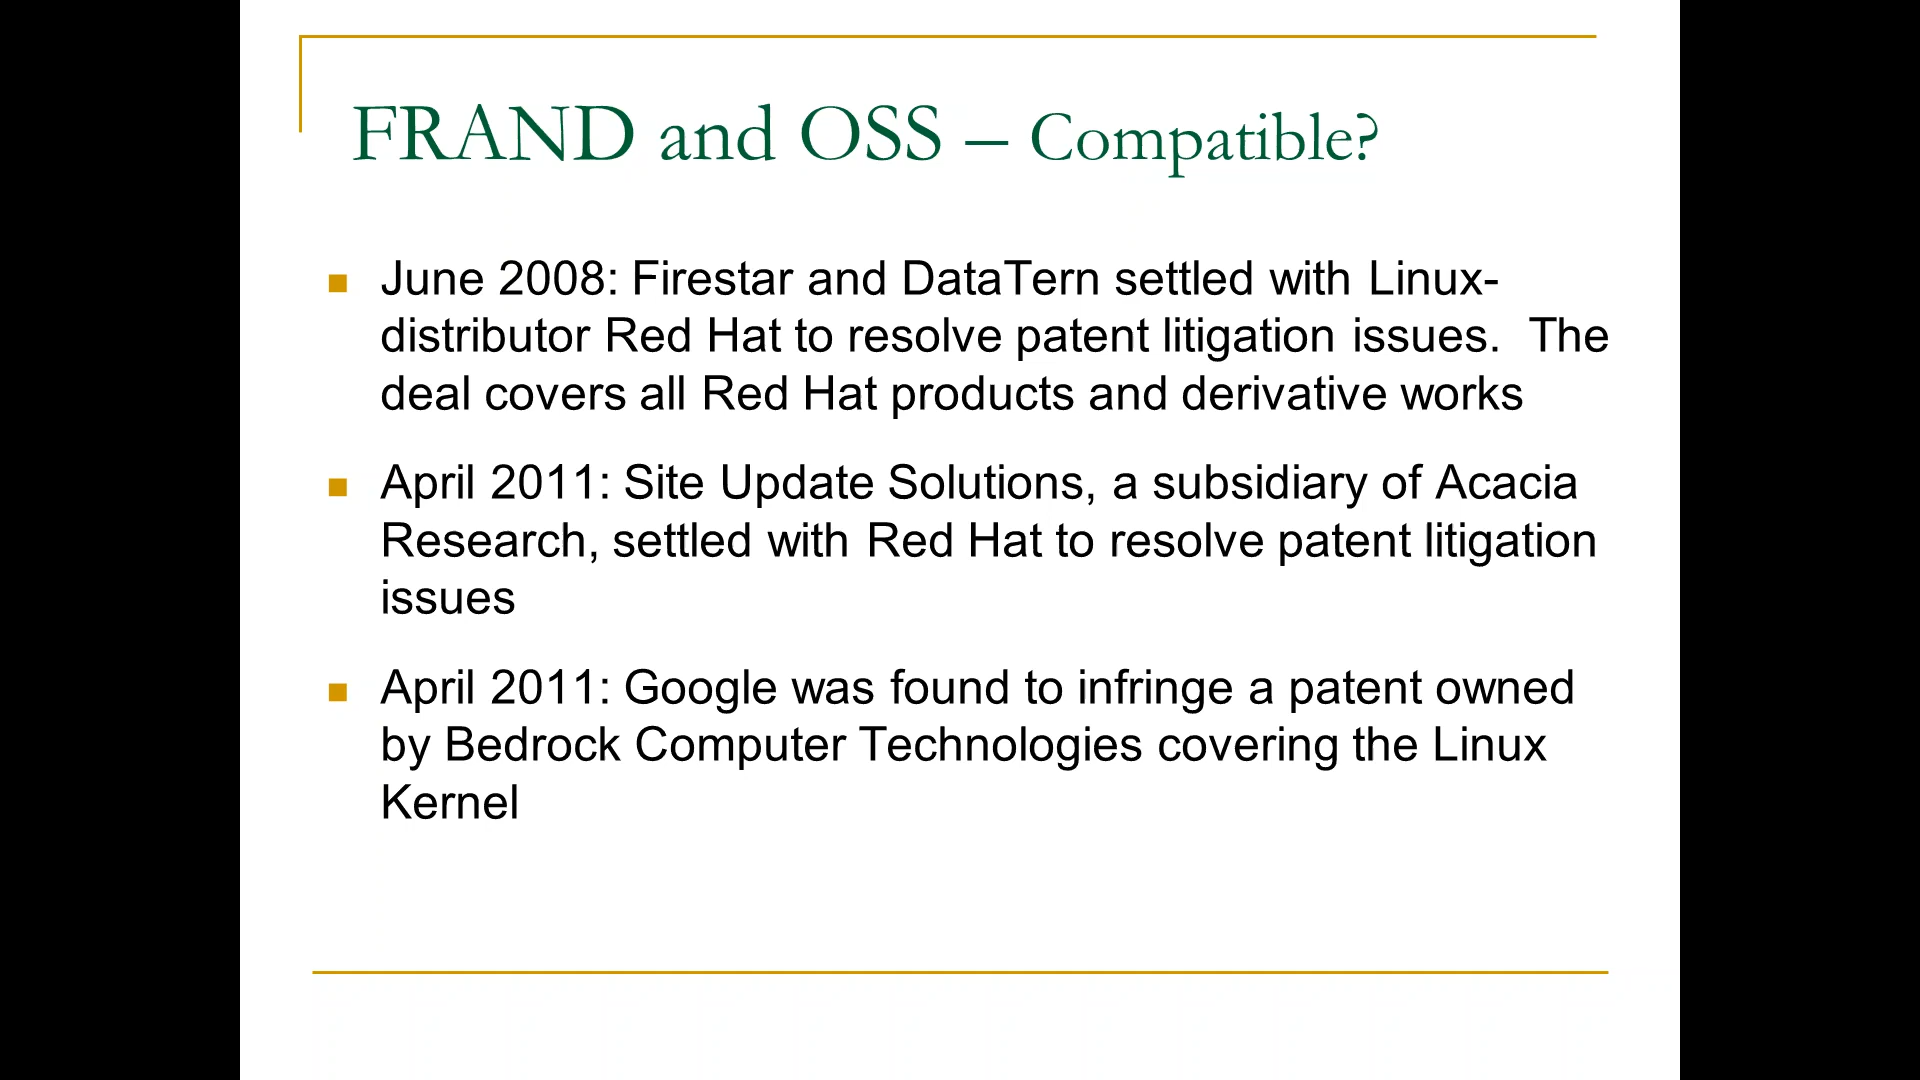 FRAND and OSS – Compatible?
June 2008: Firestar and DataTern settled with Linux-
distributor Red Hat to resolve patent litigation issues.  The
deal covers all Red Hat products and derivative works
April 2011: Site Update Solutions, a subsidiary of Acacia
Research, settled with Red Hat to resolve patent litigation
issues
April 2011: Google was found to infringe a patent owned
by Bedrock Computer Technologies covering the Linux
Kernel